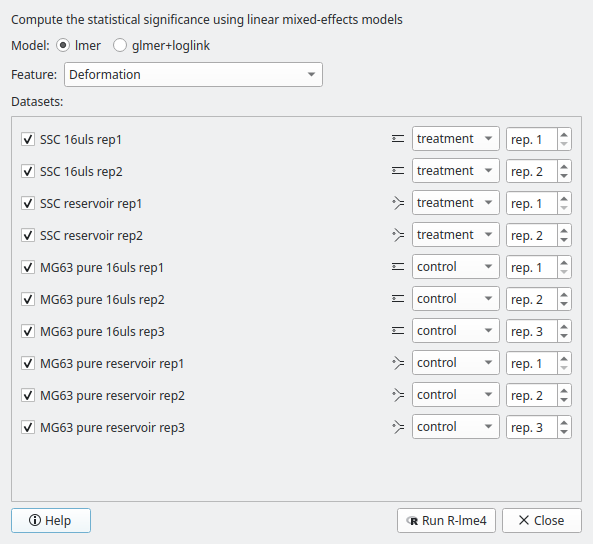 Compute the statistical significance using linear mixed-effects models
Model: lmer glmer+loglink
Feature: Deformation
Datasets:
SSC 16uls rep1 treatment rep. 1
SSC 16uls rep2 treatment rep. 2
SSC reservoir rep1 treatment rep. 1
SSC reservoir rep2 treatment rep. 2
MG63 pure 16uls rep1 control rep. 1
MG63 pure 16uls rep2 control rep. 2
MG63 pure 16uls rep3 control rep. 3
MG63 pure reservoir rep1 control rep. 1
MG63 pure reservoir rep2 control rep. 2
MG63 pure reservoir rep3 control rep. 3
Help Run R-lme4 Close